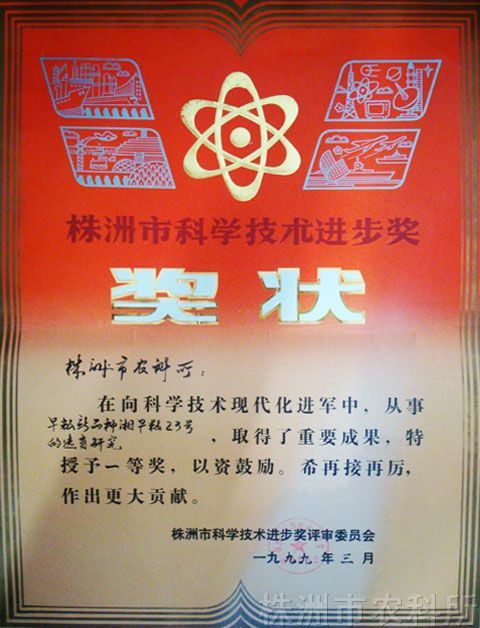 株洲市科学技术进步奖
奖状
株洲市农科所：
在向科学技术现代化进军中，从事
早籼新品种湘早籼23号
的选育研究，取得了重要成果，特
授予一等奖，以资鼓励。希再接再厉，
作出更大贡献。
株洲市科学技术进步奖评审委员会
一九九九年三月
株洲市农科所